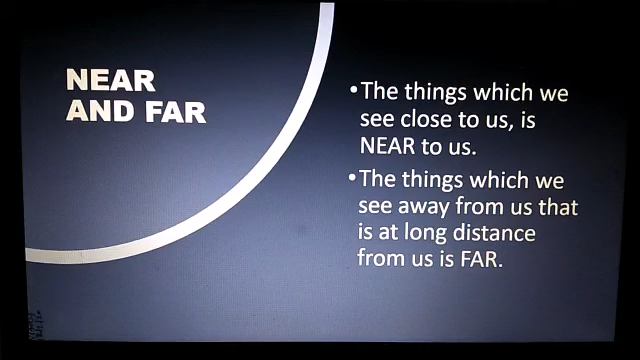 NEAR
AND FAR
•The things which we
see close to us, is
NEAR to us.
•The things which we
see away from us that
is at long distance
from us is FAR.